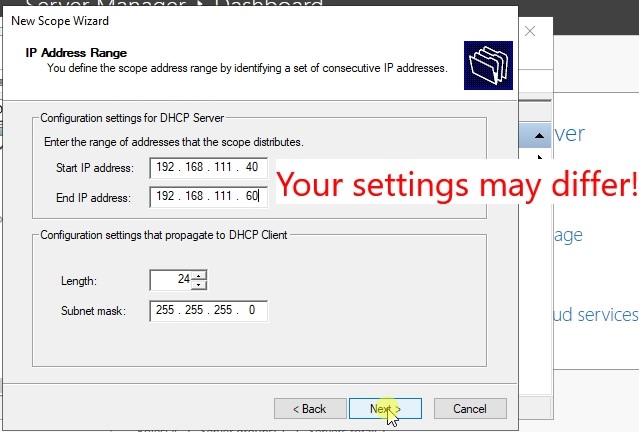 Server Manager ▸ Dashboard
New Scope Wizard
IP Address Range
You define the scope address range by identifying a set of consecutive IP addresses.
Configuration settings for DHCP Server
Enter the range of addresses that the scope distributes.
Start IP address: 192 . 168 . 111 . 40
End IP address: 192 . 168 . 111 . 60
Your settings may differ!
Configuration settings that propagate to DHCP Client
Length: 24
Subnet mask: 255 . 255 . 255 . 0
< Back Next > Cancel
ver
age
ud services